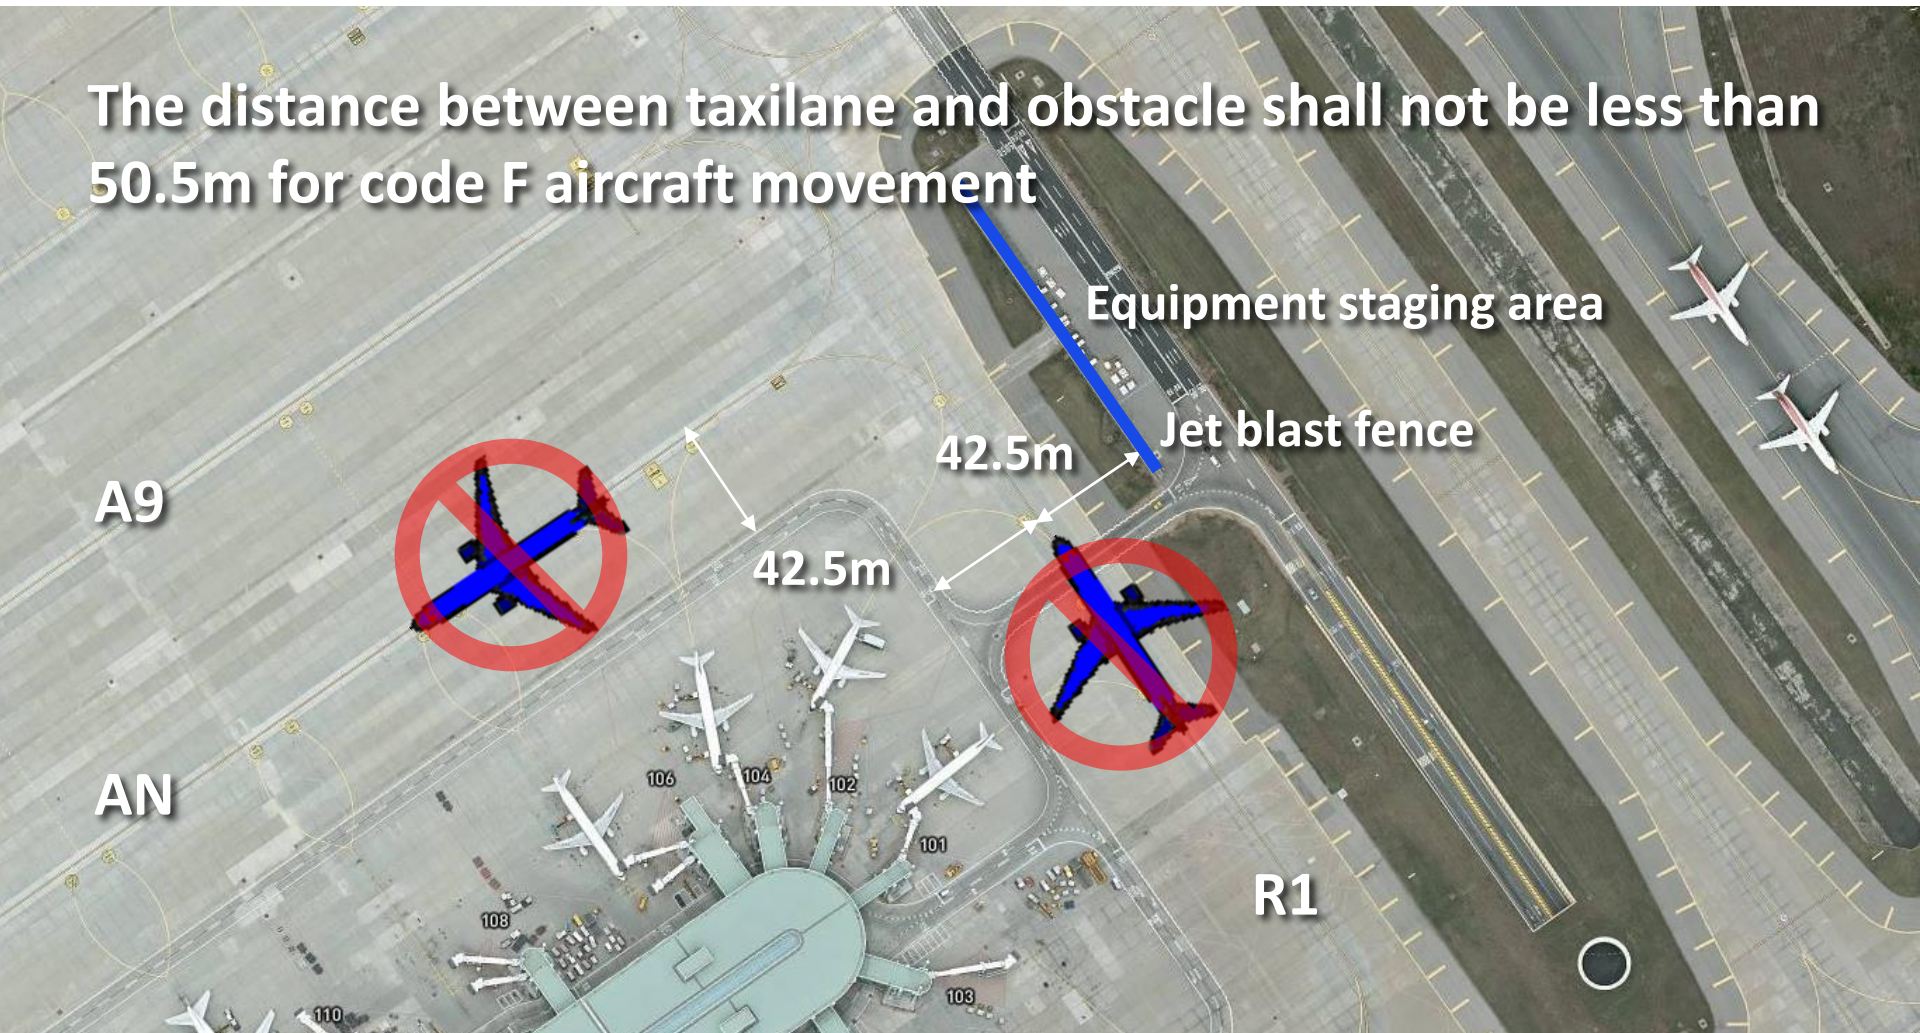 The distance between taxilane and obstacle shall not be less than
50.5m for code F aircraft movement
Equipment staging area
Jet blast fence
42.5m
A9
42.5m
106
104
102
AN
101
R1
108
103
110